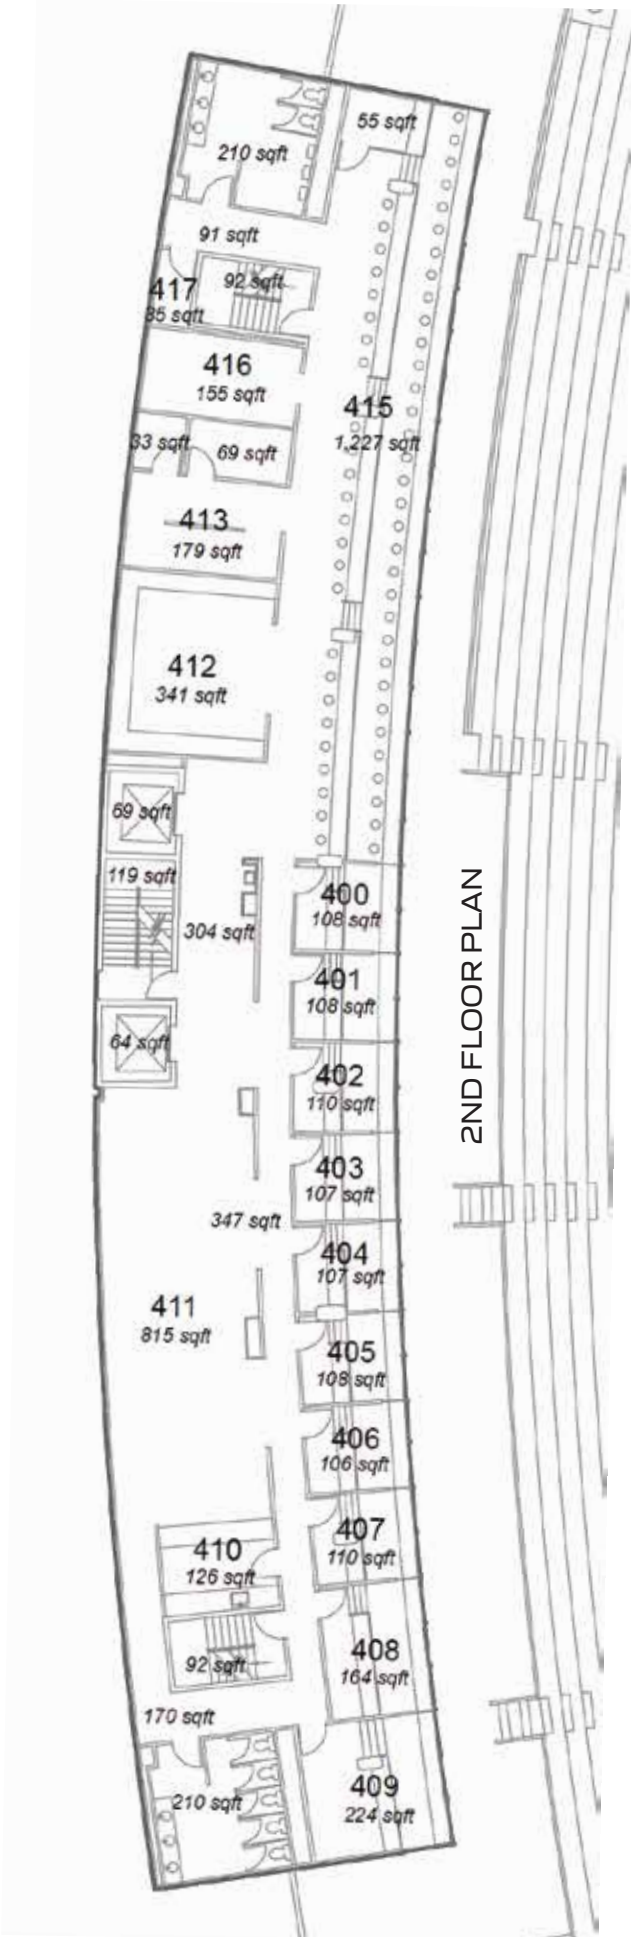 55 sqft
210 sqft
91 sqft
92 sqft
417
35 sqft
416
155 sqft
415
1,227 sqft
33 sqft
69 sqft
413
179 sqft
412
341 sqft
69 sqft
119 sqft
304 sqft
400
108 sqft
401
108 sqft
64 sqft
402
110 sqft
403
107 sqft
347 sqft
404
107 sqft
411
815 sqft
405
108 sqft
406
106 sqft
407
110 sqft
410
126 sqft
408
164 sqft
92 sqft
170 sqft
409
224 sqft
210 sqft
2ND FLOOR PLAN